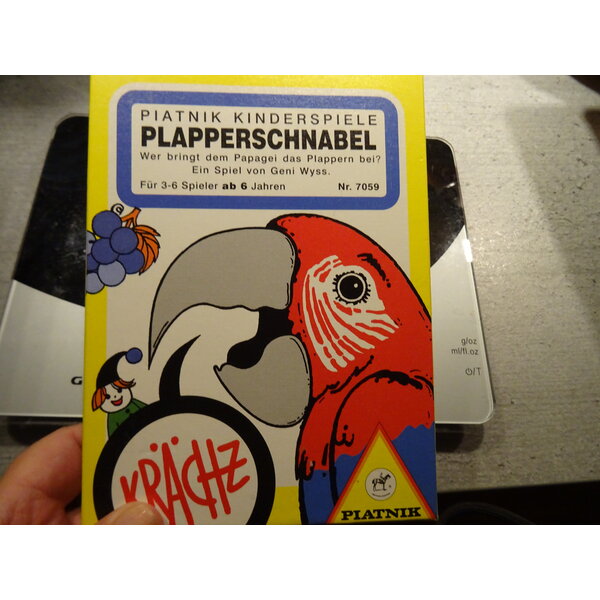 PIATNIK KINDERSPIELE
PLAPPERSCHNABEL
Wer bringt dem Papagei das Plappern bei?
Ein Spiel von Geni Wyss.
Für 3-6 Spieler ab 6 Jahren Nr. 7059
g/oz
ml/fl.oz
⏻/T
G
KRÄCHZ
PIATNIK